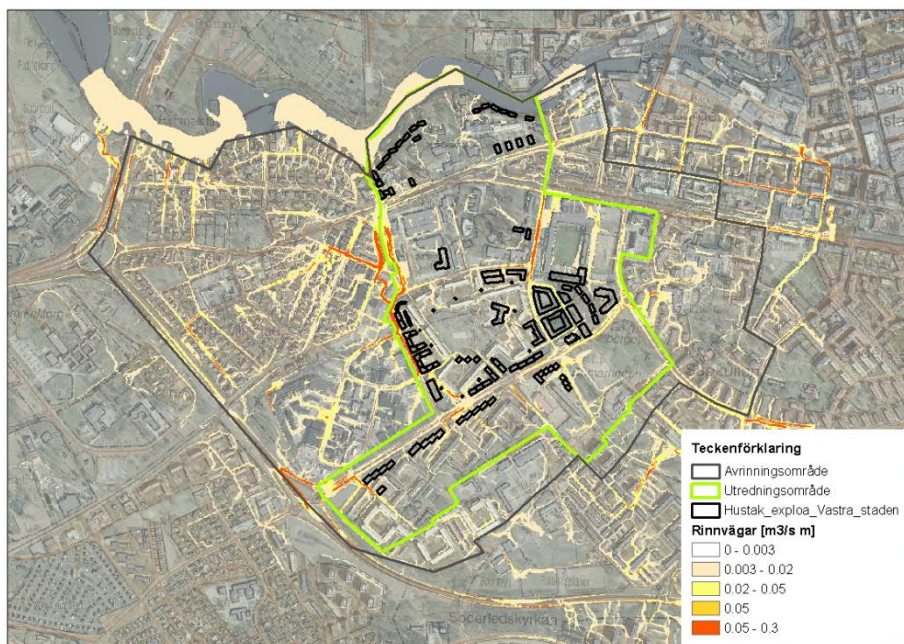 Teckenförklaring
Avrinningsområde
Utredningsområde
Hustak_exploa_Vastra_staden
Rinnvägar [m3/s m]
0 - 0.003
0.003 - 0.02
0.02 - 0.05
0.05
0.05 - 0.3
Söderledskyrkan